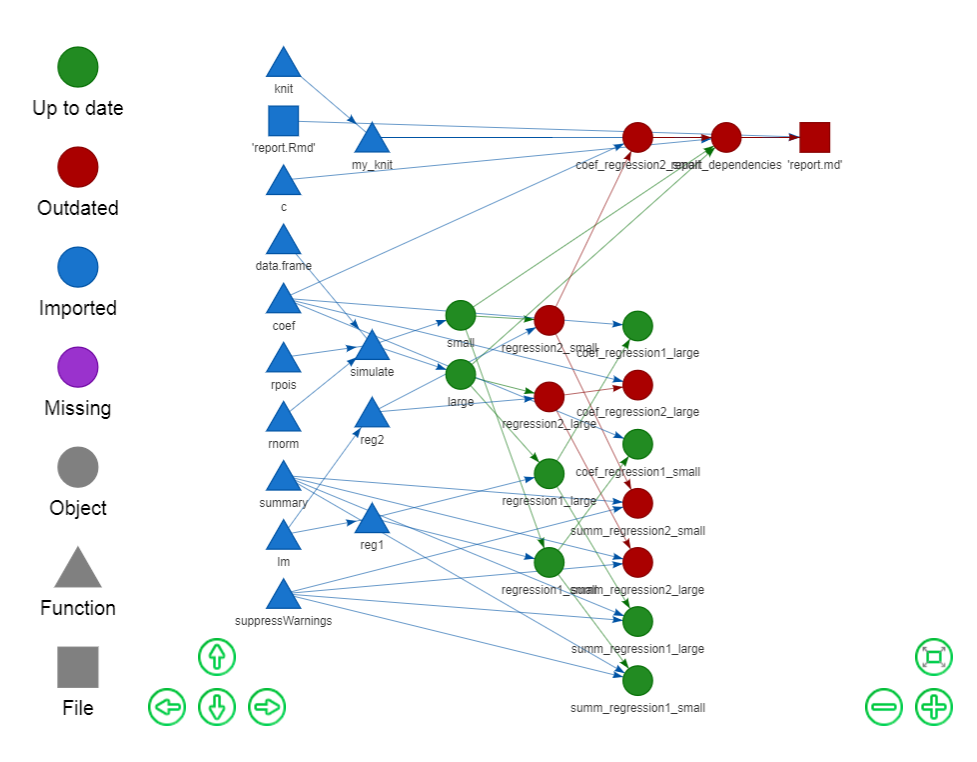 Up to date
Outdated
Imported
Missing
Object
Function
File
knit
'report.Rmd'
my_knit
c
data.frame
coef
rpois
simulate
rnorm
reg2
summary
lm
reg1
suppressWarnings
small
large
regression2_small
regression2_large
regression1_large
regression1_small
coef_regression2_small
report_dependencies
'report.md'
coef_regression1_large
coef_regression2_large
coef_regression1_small
summ_regression2_small
summ_regression2_large
summ_regression1_large
summ_regression1_small